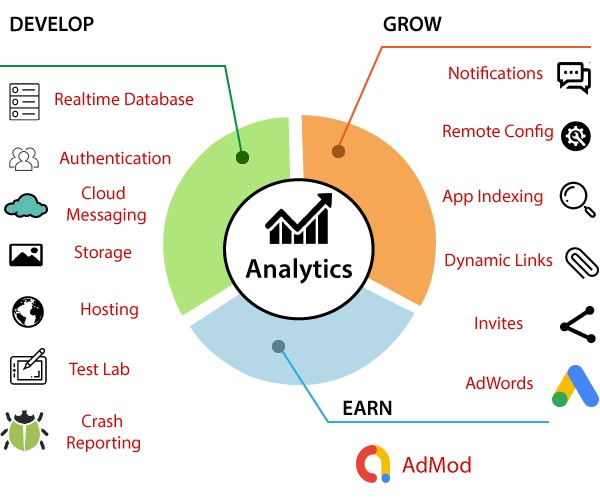 DEVELOP
GROW
Realtime Database
Authentication
Cloud
Messaging
Storage
Hosting
Test Lab
Crash
Reporting
Analytics
Notifications
Remote Config
App Indexing
Dynamic Links
Invites
AdWords
EARN
AdMod